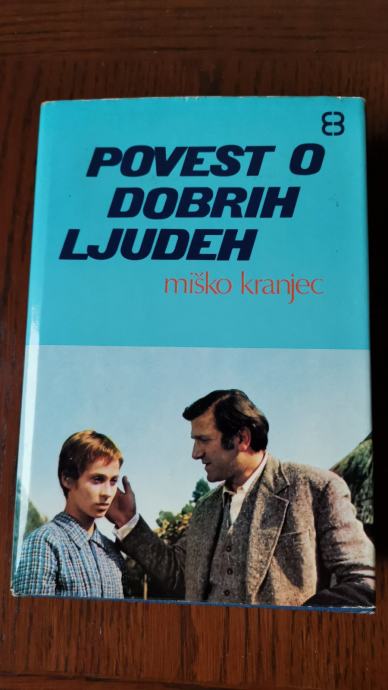 POVEST O
DOBRIH
LJUDEH
miško kranjec